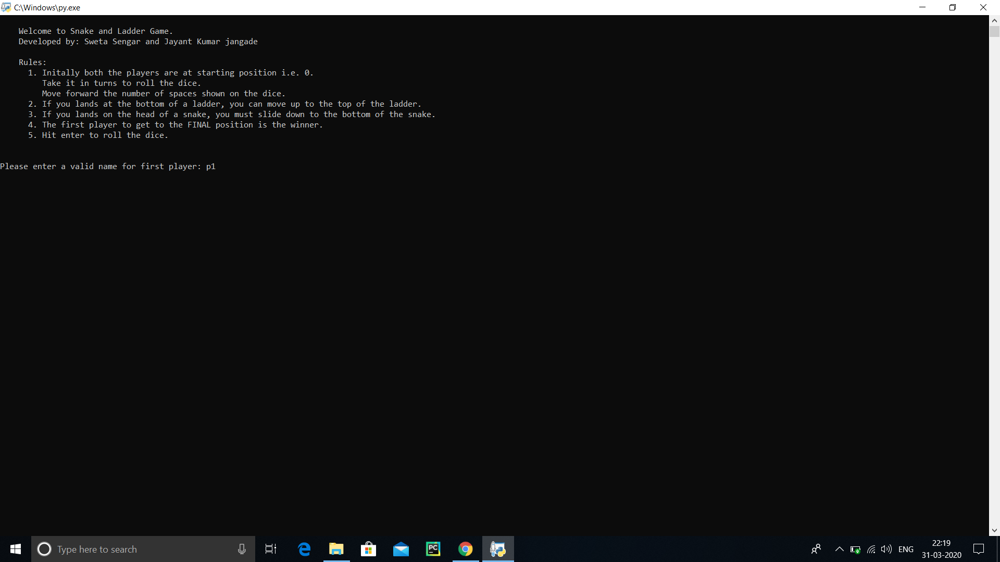 C:\Windows\py.exe
Welcome to Snake and Ladder Game.
Developed by: Sweta Sengar and Jayant Kumar jangade
Rules:
1. Initally both the players are at starting position i.e. 0.
Take it in turns to roll the dice.
Move forward the number of spaces shown on the dice.
2. If you lands at the bottom of a ladder, you can move up to the top of the ladder.
3. If you lands on the head of a snake, you must slide down to the bottom of the snake.
4. The first player to get to the FINAL position is the winner.
5. Hit enter to roll the dice.
Please enter a valid name for first player: p1
Type here to search
PC
ENG
22:19
31-03-2020